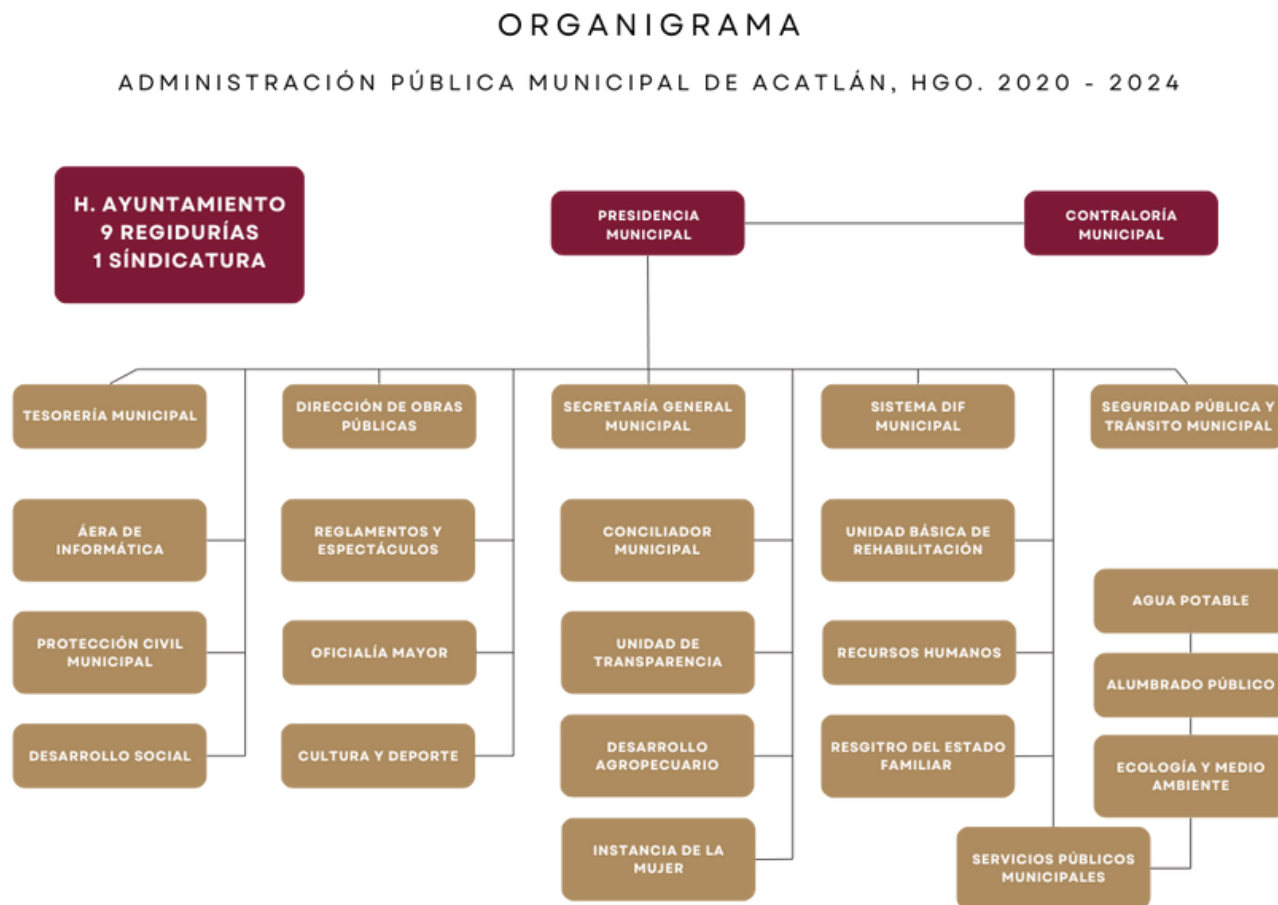 ORGANIGRAMA
ADMINISTRACIÓN PÚBLICA MUNICIPAL DE ACATLÁN, HGO. 2020 - 2024
H. AYUNTAMIENTO
9 REGIDURÍAS
1 SÍNDICATURA
PRESIDENCIA
MUNICIPAL
CONTRALORÍA
MUNICIPAL
TESORERÍA MUNICIPAL
DIRECCIÓN DE OBRAS
PÚBLICAS
SECRETARÍA GENERAL
MUNICIPAL
SISTEMA DIF
MUNICIPAL
SEGURIDAD PÚBLICA Y
TRÁNSITO MUNICIPAL
ÁERA DE
INFORMÁTICA
REGLAMENTOS Y
ESPECTÁCULOS
CONCILIADOR
MUNICIPAL
UNIDAD BÁSICA DE
REHABILITACIÓN
AGUA POTABLE
PROTECCIÓN CIVIL
MUNICIPAL
OFICIALÍA MAYOR
UNIDAD DE
TRANSPARENCIA
RECURSOS HUMANOS
ALUMBRADO PÚBLICO
DESARROLLO SOCIAL
CULTURA Y DEPORTE
DESARROLLO
AGROPECUARIO
RESGITRO DEL ESTADO
FAMILIAR
ECOLOGÍA Y MEDIO
AMBIENTE
INSTANCIA DE LA
MUJER
SERVICIOS PÚBLICOS
MUNICIPALES